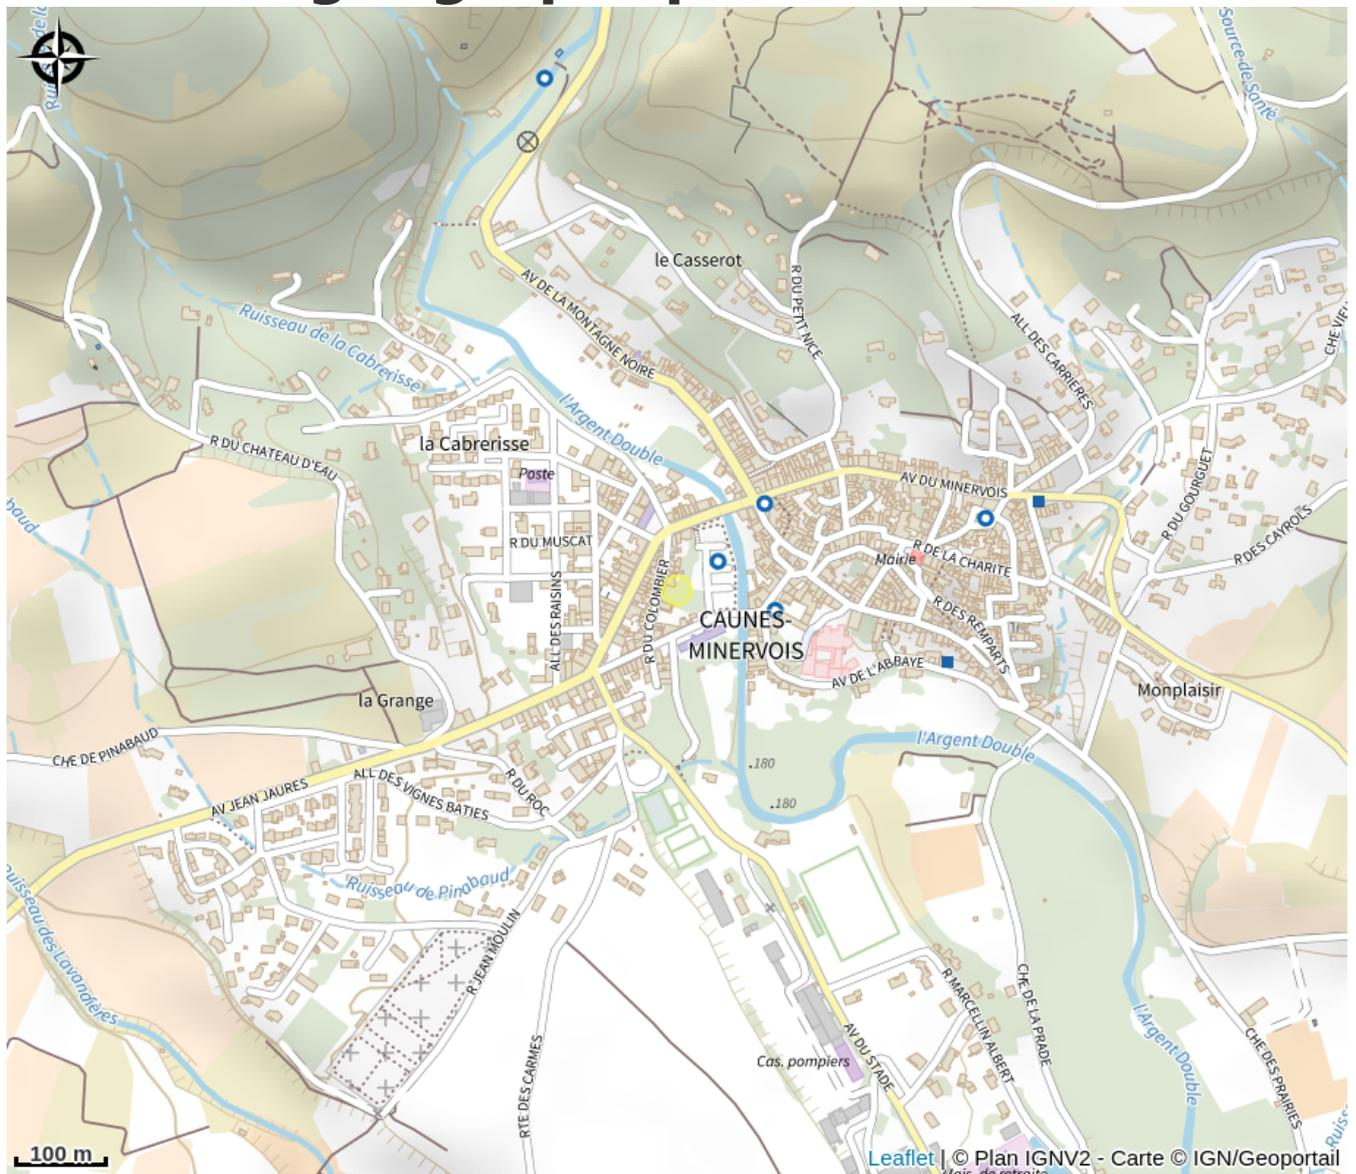 Source de Santé
le Casserot
AV DE LA MONTAGNE NOIRE
R DU PETIT NICE
Ruisseau de la Cabrerisse
ALL DES CARRIERES
l'Argent Double
la Cabrerisse
R DU CHATEAU D'EAU
Poste
AV DU MINERVOIS
R DU GOURGUET
R DES CAYROLS
R DU MUSCAT
Mairie
R DE LA CHARITE
ALL DES RAISINS
R DU COLOMBIER
R DES REMPARTS
CAUNES-
MINERVOIS
AV DE L'ABBAYE
Monplaisir
la Grange
CHE DE PINABAUD
l'Argent Double
.180
.180
AV JEAN JAURES
ALL DES VIGNES BATIES
R DU ROC
Ruisseau de Pinabaud
Ruisseau des Lavandières
R JEAN MOULIN
R MARCELLIN ALBERT
CHE DE LA PRADE
l'Argent Double
AV DU STADE
Cas. pompiers
RTE DES CARMES
CHE DES PRAIRIES
100 m
Leaflet | © Plan IGNV2 - Carte © IGN/Geoportail